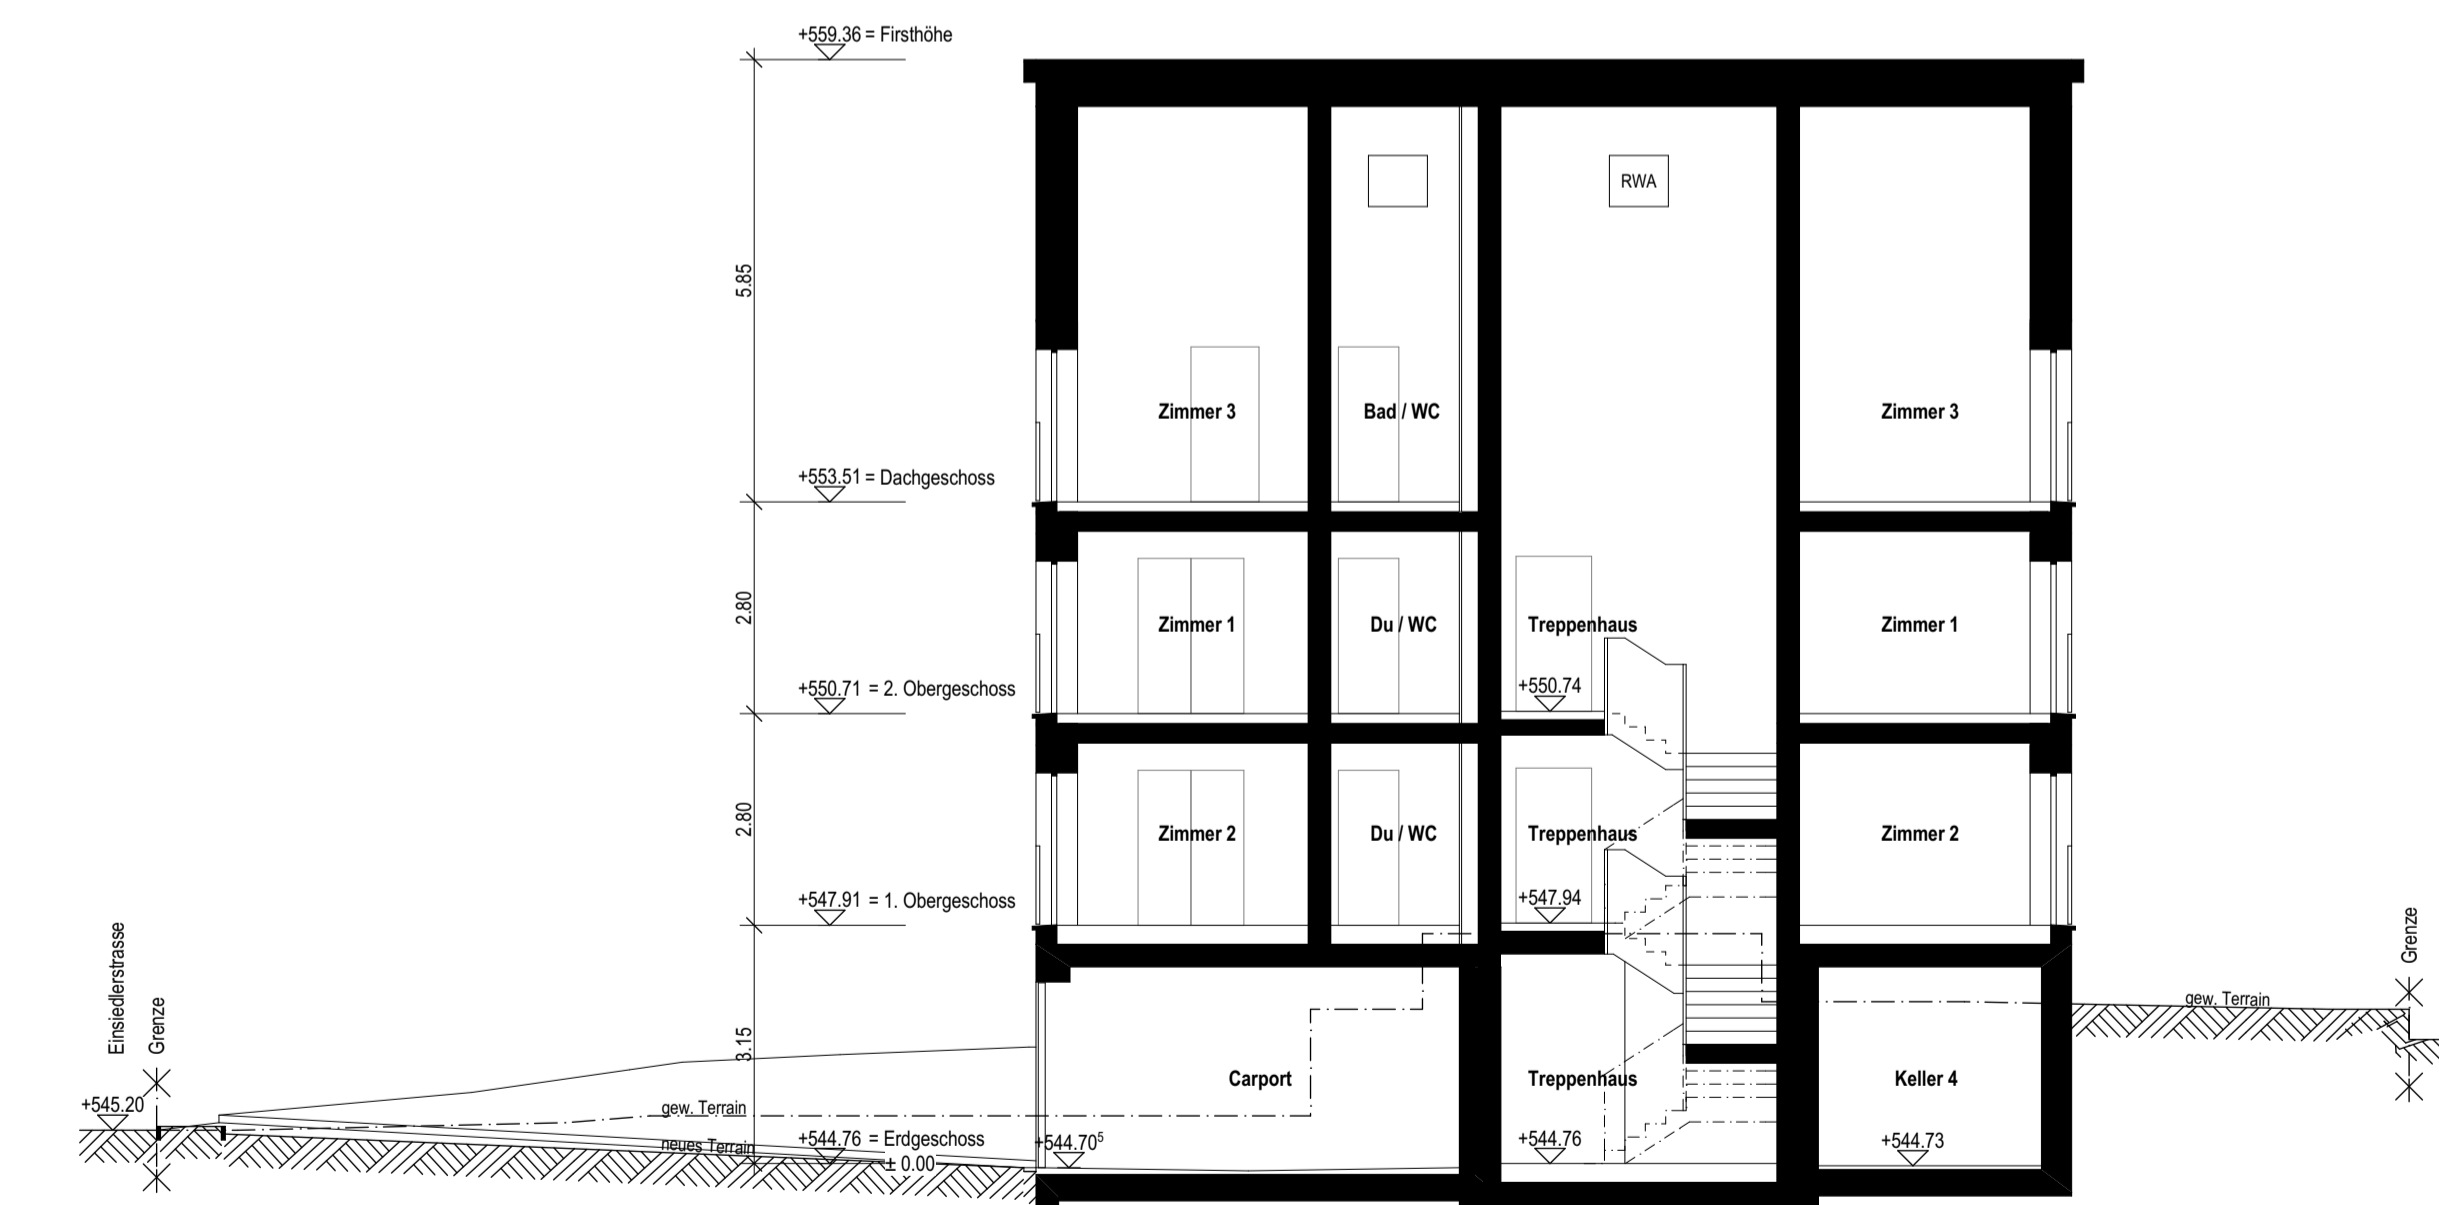 +559.36 = Firsthöhe
RWA
5.85
Zimmer 3
Bad / WC
Zimmer 3
+553.51 = Dachgeschoss
2.80
Zimmer 1
Du / WC
Treppenhaus
Zimmer 1
+550.71 = 2. Obergeschoss
+550.74
2.80
Zimmer 2
Du / WC
Treppenhaus
Zimmer 2
+547.91 = 1. Obergeschoss
+547.94
Einsiedlerstrasse
Grenze
Grenze
gew. Terrain
3.15
Carport
Treppenhaus
Keller 4
+545.20
gew. Terrain
neues Terrain
+544.76 = Erdgeschoss
± 0.00
+544.70⁵
+544.76
+544.73